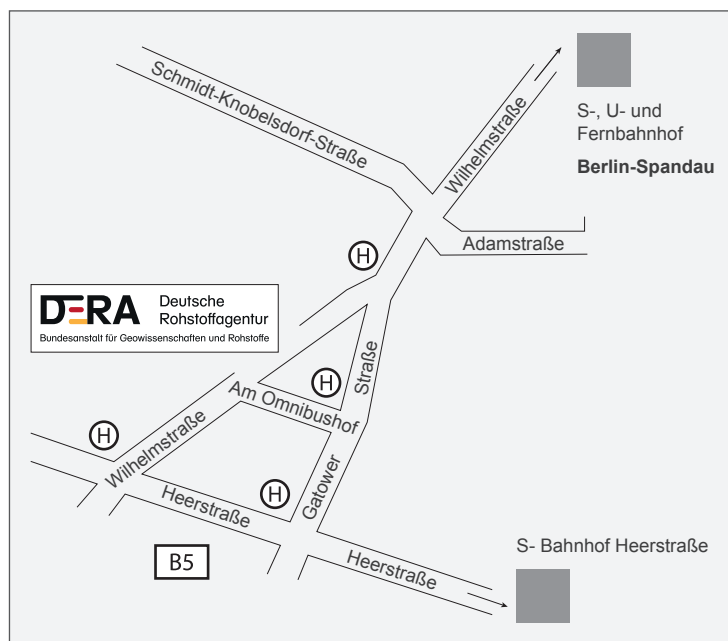 Schmidt-Knobelsdorf-Straße
Wilhelmstraße
S-, U- und
Fernbahnhof
Berlin-Spandau
Adamstraße
H
DERA
Deutsche
Rohstoffagentur
Bundesanstalt für Geowissenschaften und Rohstoffe
H
Am Omnibushof
Gatower Straße
H
Wilhelmstraße
H
Heerstraße
B5
Heerstraße
S- Bahnhof Heerstraße